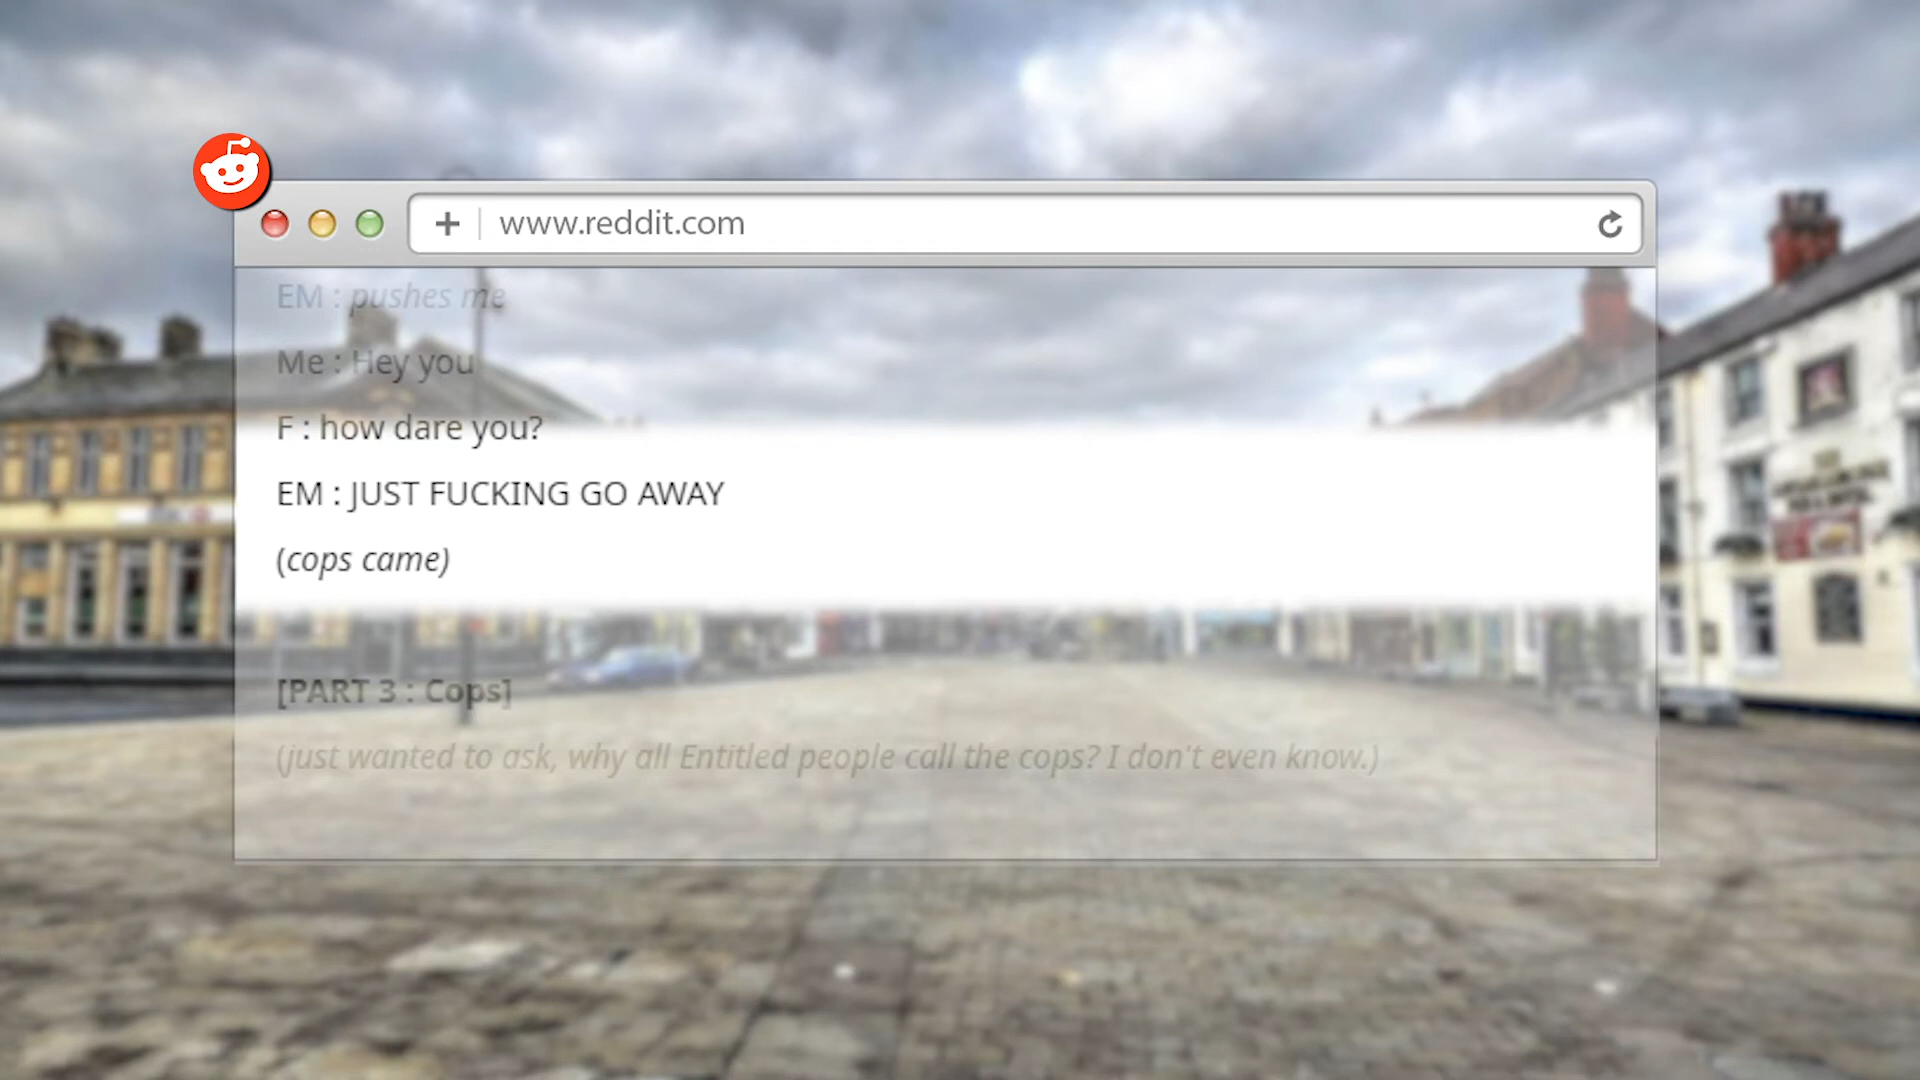 www.reddit.com
EM : pushes me
Me : Hey you
F : how dare you?
EM : JUST FUCKING GO AWAY
(cops came)
[PART 3 : Cops]
(just wanted to ask, why all Entitled people call the cops? I don't even know.)